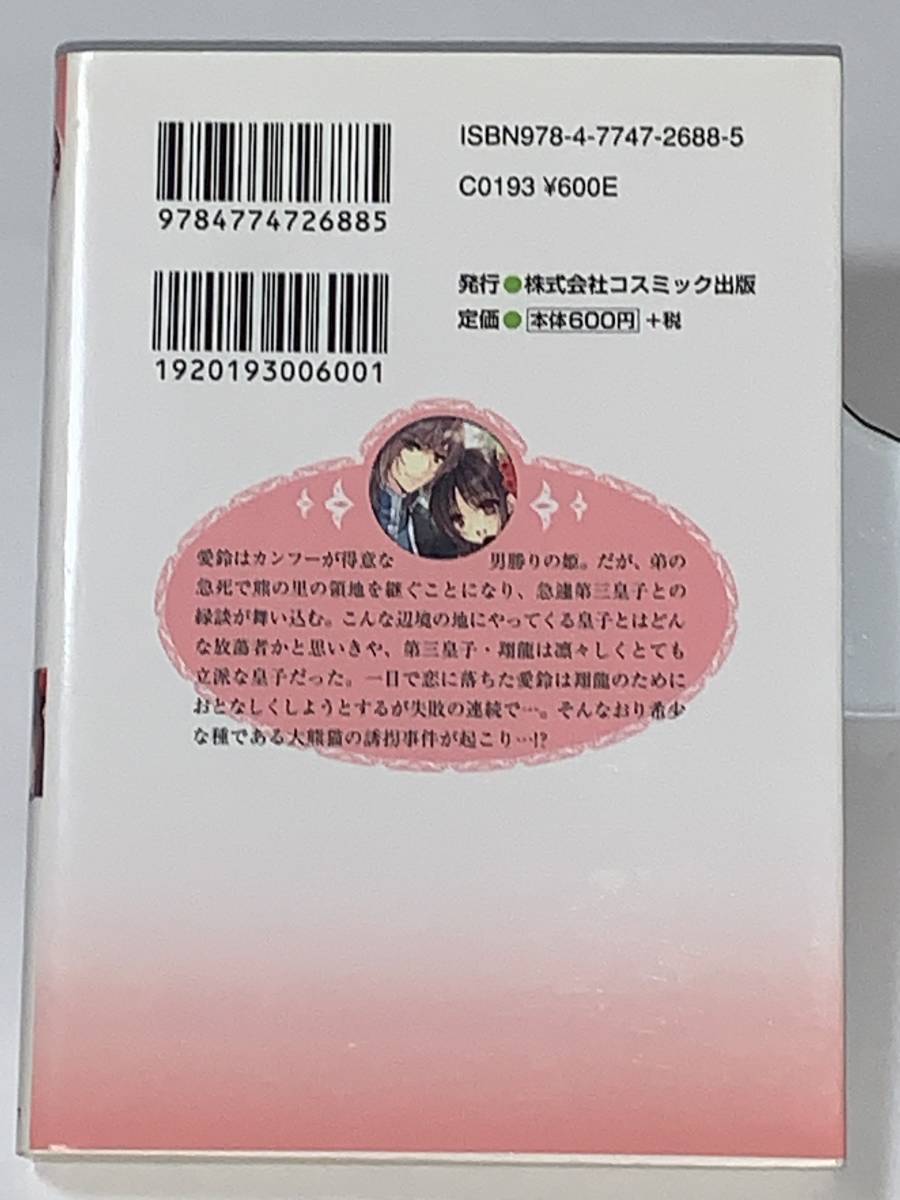 ISBN978-4-7747-2688-5
C0193 ¥600E
9784774726885
発行●株式会社コスミック出版
定価●本体600円+税
1920193006001
愛鈴はカンフーが得意な男勝りの姫。だが、弟の
急死で熊の里の領地を継ぐことになり、急遽第三皇子との
縁談が舞い込む。こんな辺境の地にやってくる皇子とはどん
な放蕩者かと思いきや、第三皇子・翔龍は凛々しくとても
立派な皇子だった。一目で恋に落ちた愛鈴は翔龍のために
おとなしくしようとするが失敗の連続で…。そんなおり希少
な種である大熊猫の誘拐事件が起こり…!?